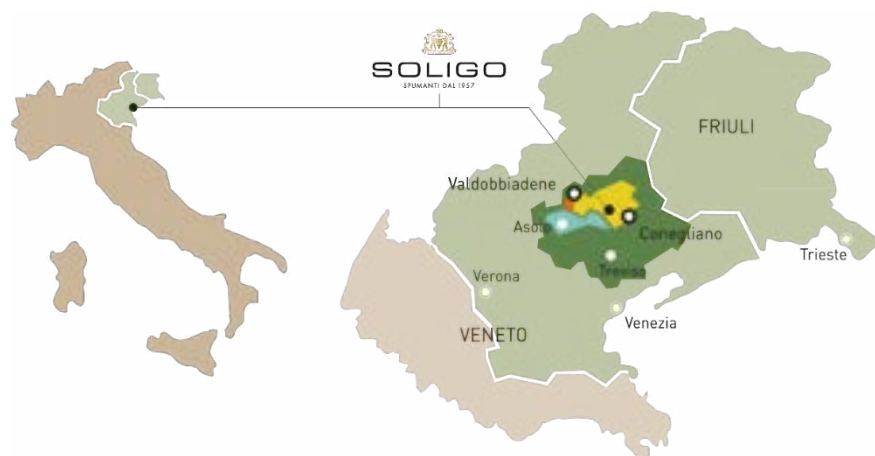 SOLIGO
SPUMANTI DAL 1957
FRIULI
Valdobbiadene
Asolo
Conegliano
Treviso
Trieste
Verona
Venezia
VENETO